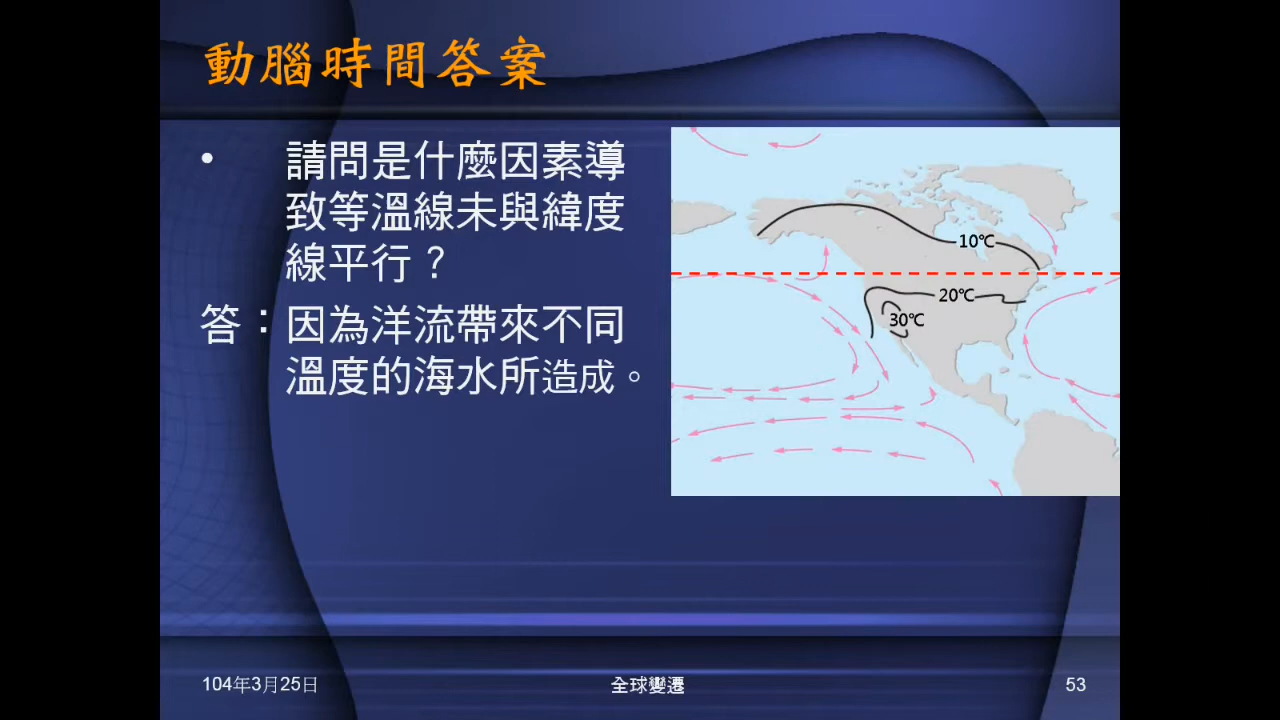 動腦時間答案
• 請問是什麼因素導
致等溫線未與緯度
線平行？
答：因為洋流帶來不同
溫度的海水所造成。
10℃
20℃
30℃
104年3月25日
全球變遷
53